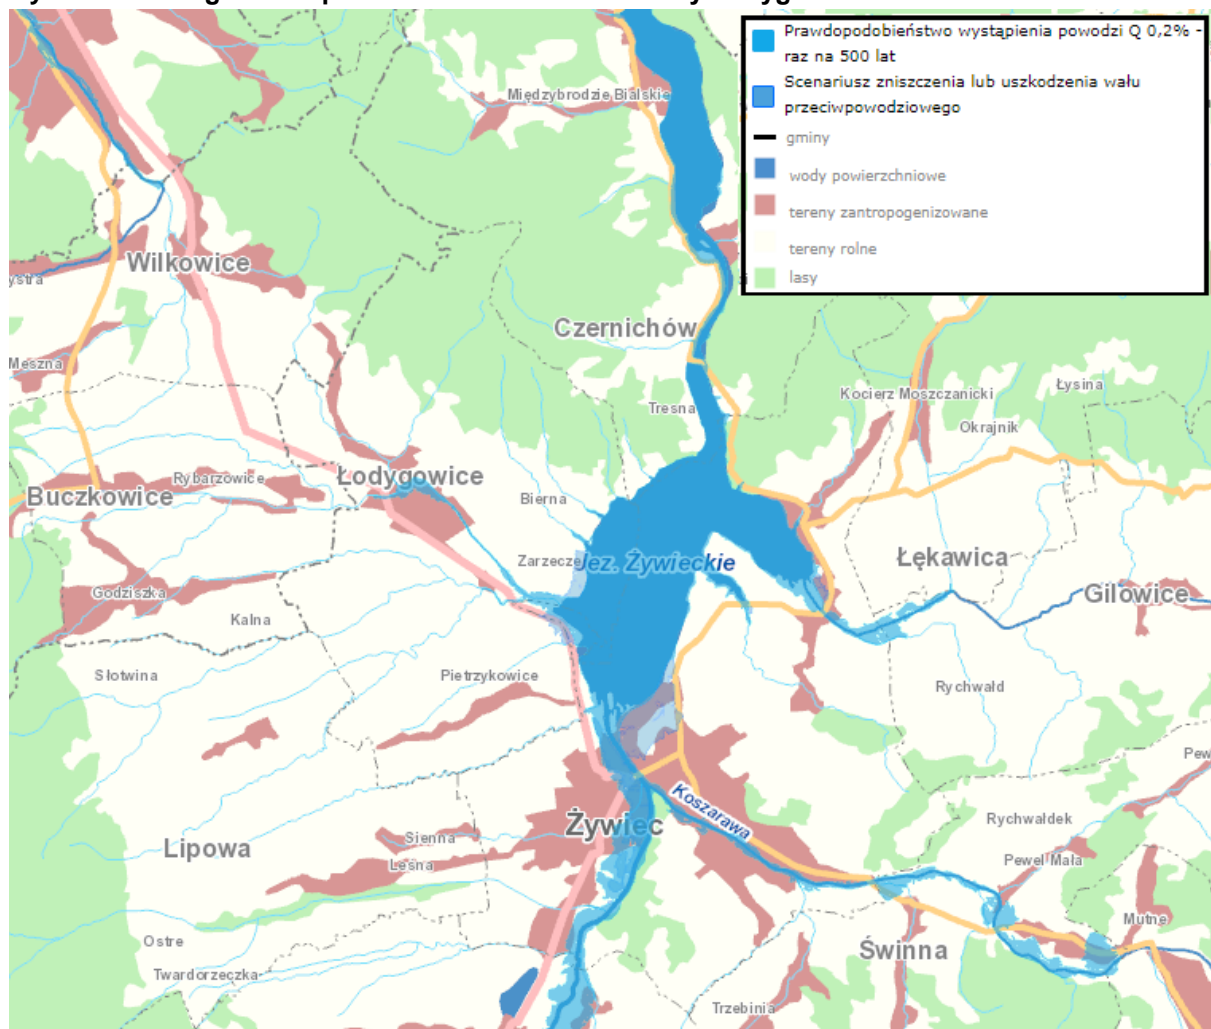 Prawdopodobieństwo wystąpienia powodzi Q 0,2% -
raz na 500 lat
Scenariusz zniszczenia lub uszkodzenia wału
przeciwpowodziowego
gminy
wody powierzchniowe
tereny zantropogenizowane
tereny rolne
lasy
Międzybrodzie Bialskie
Wilkowice
ystra
Czernichów
Meszna
Kocierz Moszczanicki
Łysina
Tresna
Okrajnik
Rybarzowice
Łodygowice
Buczkowice
Bierna
Zarzecze
Jez. Żywieckie
Łękawica
Godziszka
Gilowice
Kalna
Słotwina
Pietrzykowice
Rychwałd
Pew
Koszarawa
Żywiec
Rychwałdek
Sienna
Lipowa
Leśna
Pewel Mała
Mutne
Ostre
Świnna
Twardorzeczka
Trzebinia